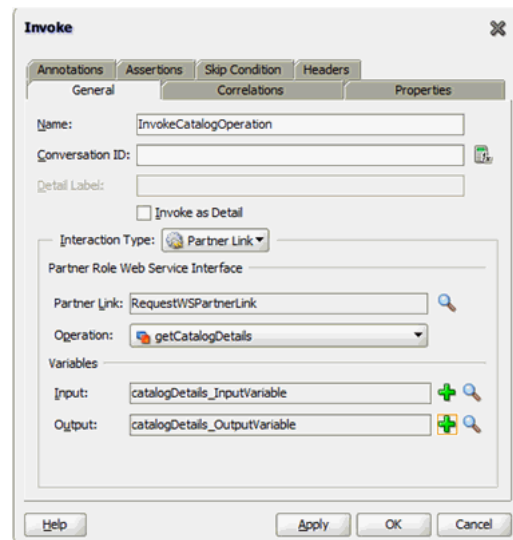 Invoke
Annotations Assertions Skip Condition Headers
General Correlations Properties
Name: InvokeCatalogOperation
Conversation ID:
Detail Label:
Invoke as Detail
Interaction Type: Partner Link
Partner Role Web Service Interface
Partner Link: RequestWSPartnerLink
Operation: getCatalogDetails
Variables
Input: catalogDetails_InputVariable
Output: catalogDetails_OutputVariable
Help Apply OK Cancel